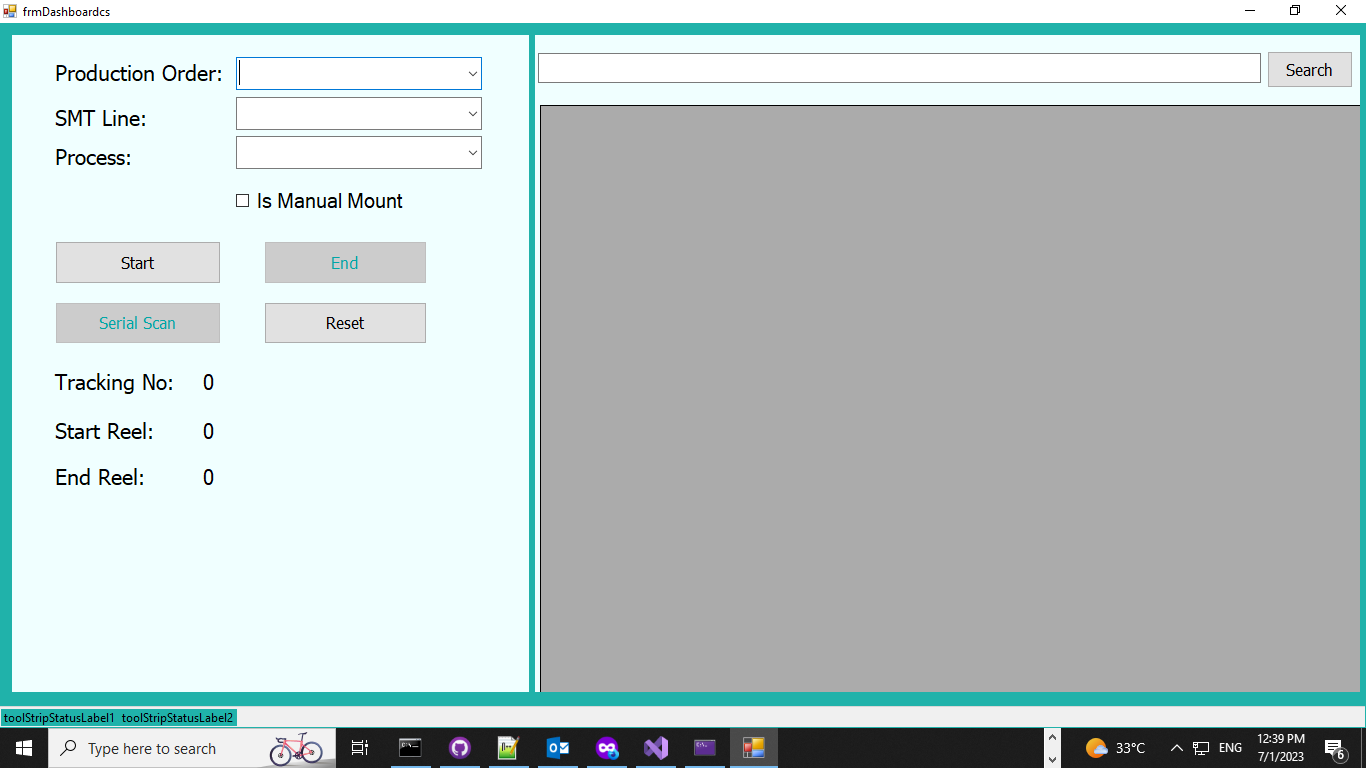 frmDashboardcs
Production Order:
SMT Line:
Process:
Is Manual Mount
Start
End
Serial Scan
Reset
Tracking No: 0
Start Reel: 0
End Reel: 0
Search
toolStripStatusLabel1 toolStripStatusLabel2
Type here to search
33°C
ENG
12:39 PM
7/1/2023
6